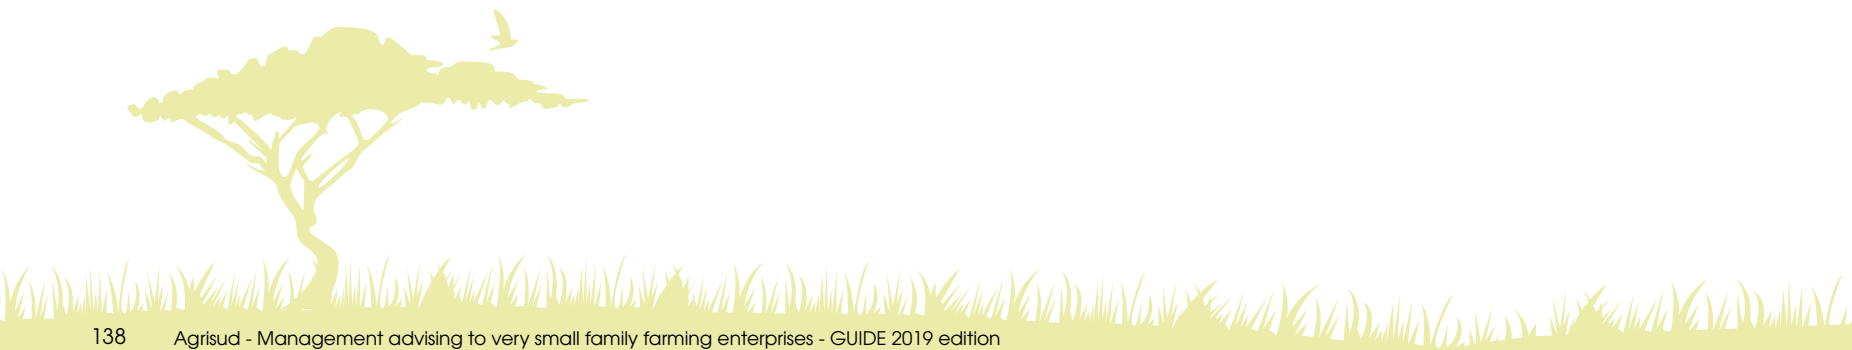 138 Agrisud - Management advising to very small family farming enterprises - GUIDE 2019 edition